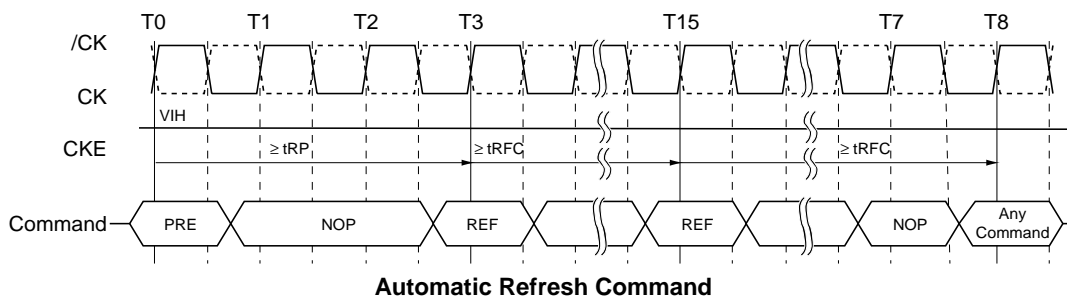 T0 T1 T2 T3 T15 T7 T8
/CK
CK
VIH
CKE
≥ tRP ≥ tRFC ≥ tRFC
Command PRE NOP REF REF NOP Any Command
Automatic Refresh Command